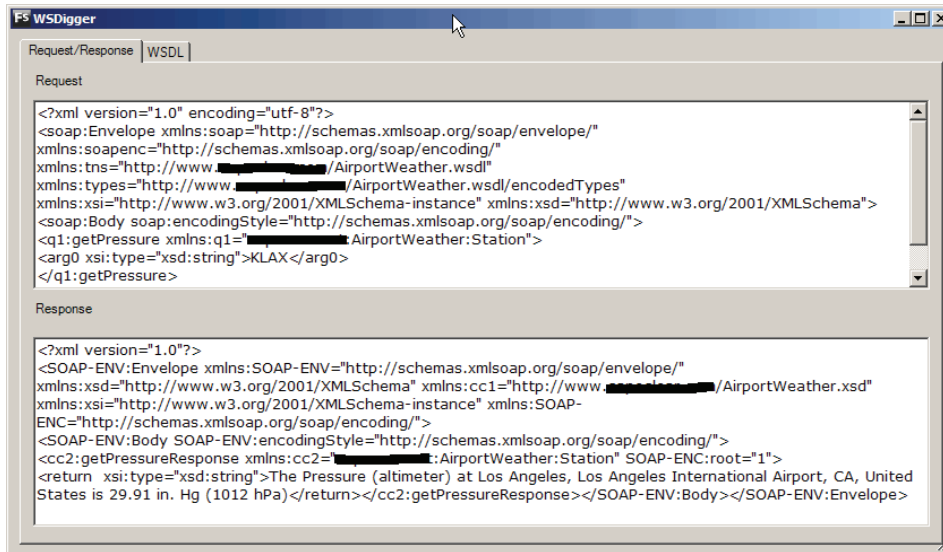 FS WSDigger
Request/Response WSDL
Request
<?xml version="1.0" encoding="utf-8"?>
<soap:Envelope xmlns:soap="http://schemas.xmlsoap.org/soap/envelope/"
xmlns:soapenc="http://schemas.xmlsoap.org/soap/encoding/"
xmlns:tns="http://www. /AirportWeather.wsdl"
xmlns:types="http://www. /AirportWeather.wsdl/encodedTypes"
xmlns:xsi="http://www.w3.org/2001/XMLSchema-instance" xmlns:xsd="http://www.w3.org/2001/XMLSchema">
<soap:Body soap:encodingStyle="http://schemas.xmlsoap.org/soap/encoding/">
<q1:getPressure xmlns:q1=" :AirportWeather:Station">
<arg0 xsi:type="xsd:string">KLAX</arg0>
</q1:getPressure>
Response
<?xml version="1.0"?>
<SOAP-ENV:Envelope xmlns:SOAP-ENV="http://schemas.xmlsoap.org/soap/envelope/"
xmlns:xsd="http://www.w3.org/2001/XMLSchema" xmlns:cc1="http://www. /AirportWeather.xsd"
xmlns:xsi="http://www.w3.org/2001/XMLSchema-instance" xmlns:SOAP-
ENC="http://schemas.xmlsoap.org/soap/encoding/">
<SOAP-ENV:Body SOAP-ENV:encodingStyle="http://schemas.xmlsoap.org/soap/encoding/">
<cc2:getPressureResponse xmlns:cc2=" :AirportWeather:Station" SOAP-ENC:root="1">
<return xsi:type="xsd:string">The Pressure (altimeter) at Los Angeles, Los Angeles International Airport, CA, United
States is 29.91 in. Hg (1012 hPa)</return></cc2:getPressureResponse></SOAP-ENV:Body></SOAP-ENV:Envelope>